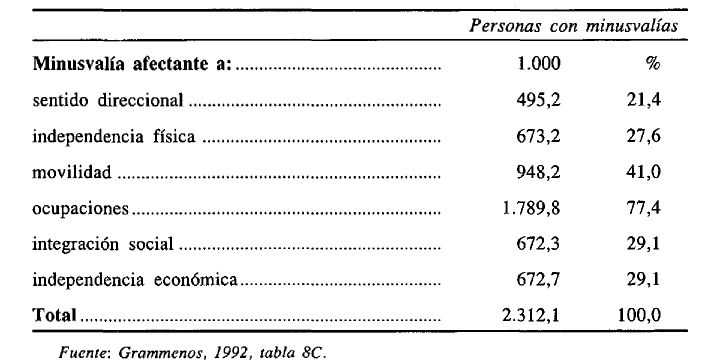 Personas con minusvalías
Minusvalía afectante a: ........................................ 1.000 %
sentido direccional ................................................ 495,2 21,4
independencia física .............................................. 673,2 27,6
movilidad ............................................................. 948,2 41,0
ocupaciones .......................................................... 1.789,8 77,4
integración social .................................................. 672,3 29,1
independencia económica ...................................... 672,7 29,1
Total ..................................................................... 2.312,1 100,0
Fuente: Grammenos, 1992, tabla 8C.